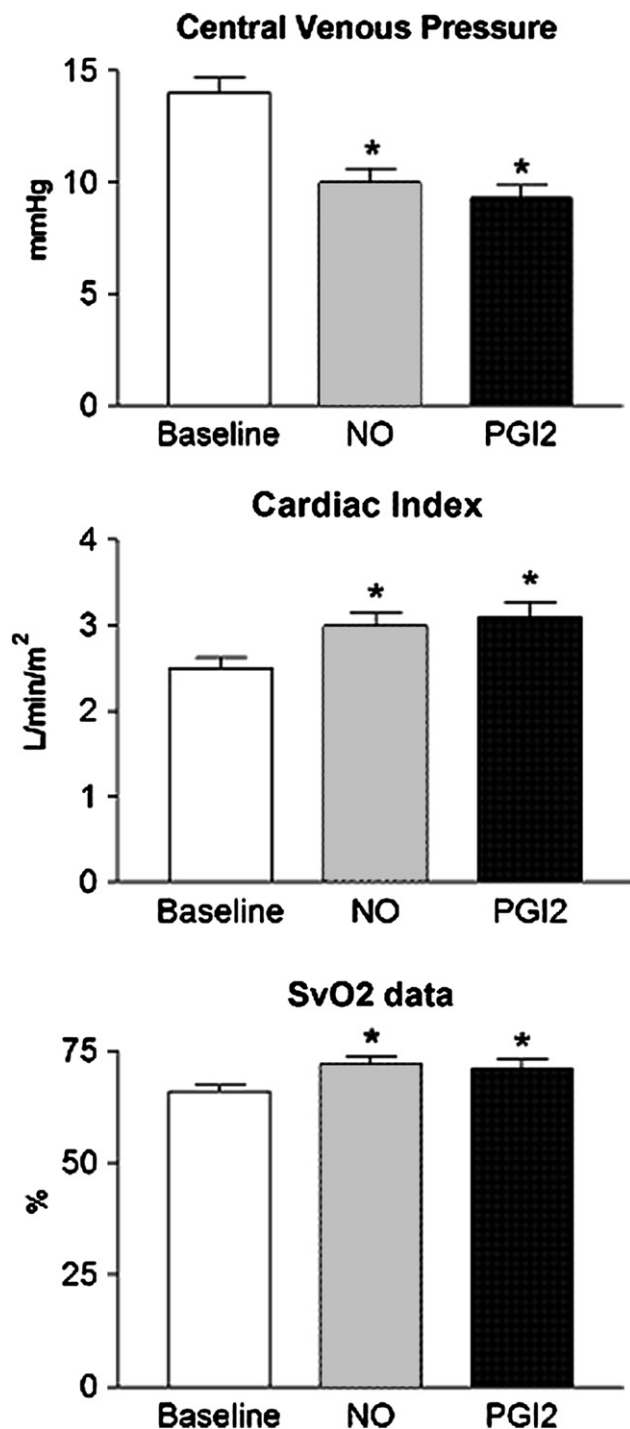 Central Venous Pressure
15
10
5
0
mmHg
*
*
Baseline NO PGI2
Cardiac Index
4
3
2
1
0
L/min/m²
*
*
Baseline NO PGI2
SvO2 data
75
50
25
0
%
*
*
Baseline NO PGI2